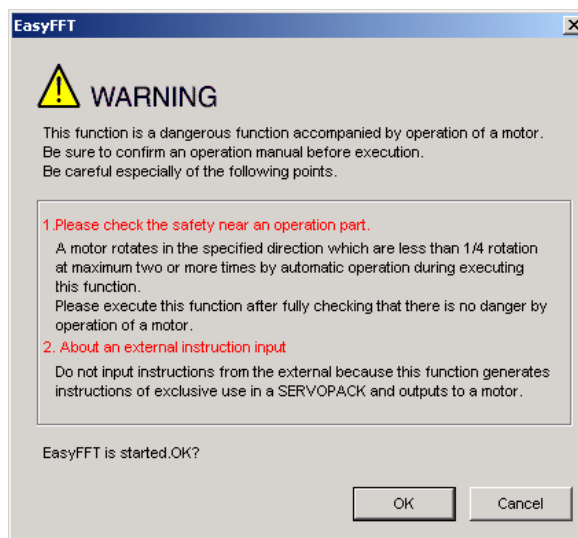 EasyFFT
WARNING
This function is a dangerous function accompanied by operation of a motor.
Be sure to confirm an operation manual before execution.
Be careful especially of the following points.
1.Please check the safety near an operation part.
A motor rotates in the specified direction which are less than 1/4 rotation
at maximum two or more times by automatic operation during executing
this function.
Please execute this function after fully checking that there is no danger by
operation of a motor.
2. About an external instruction input
Do not input instructions from the external because this function generates
instructions of exclusive use in a SERVOPACK and outputs to a motor.
EasyFFT is started.OK?
OK Cancel